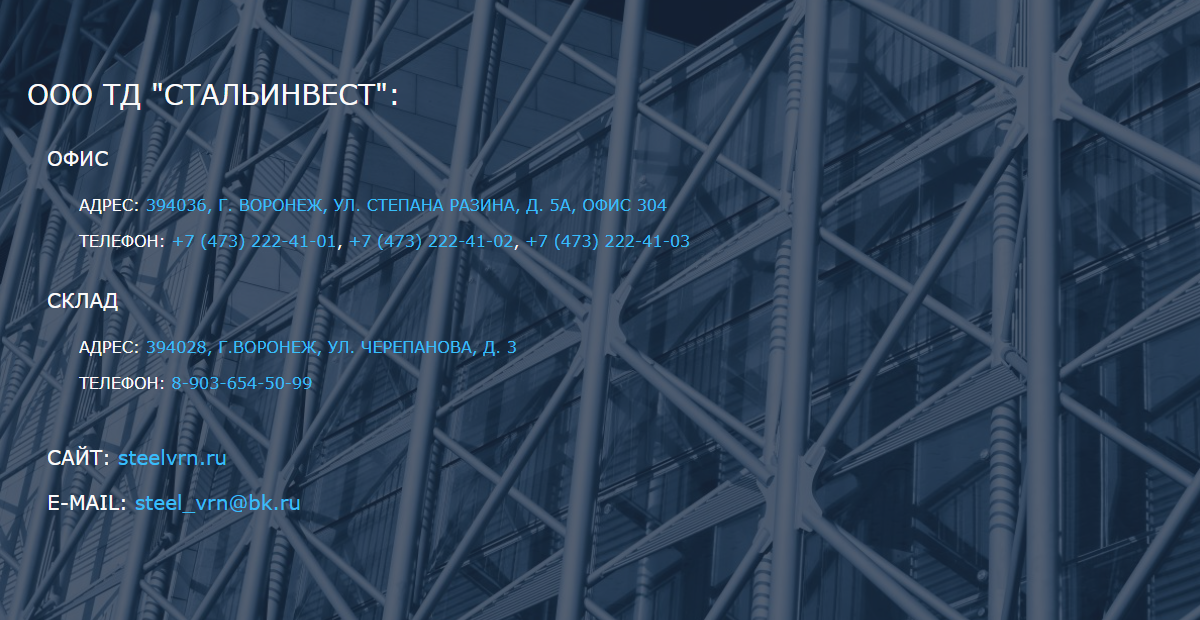 ООО ТД "СТАЛЬИНВЕСТ":
ОФИС
АДРЕС: 394036, Г. ВОРОНЕЖ, УЛ. СТЕПАНА РАЗИНА, Д. 5А, ОФИС 304
ТЕЛЕФОН: +7 (473) 222-41-01, +7 (473) 222-41-02, +7 (473) 222-41-03
СКЛАД
АДРЕС: 394028, Г.ВОРОНЕЖ, УЛ. ЧЕРЕПАНОВА, Д. 3
ТЕЛЕФОН: 8-903-654-50-99
САЙТ: steelvrn.ru
E-MAIL: steel_vrn@bk.ru